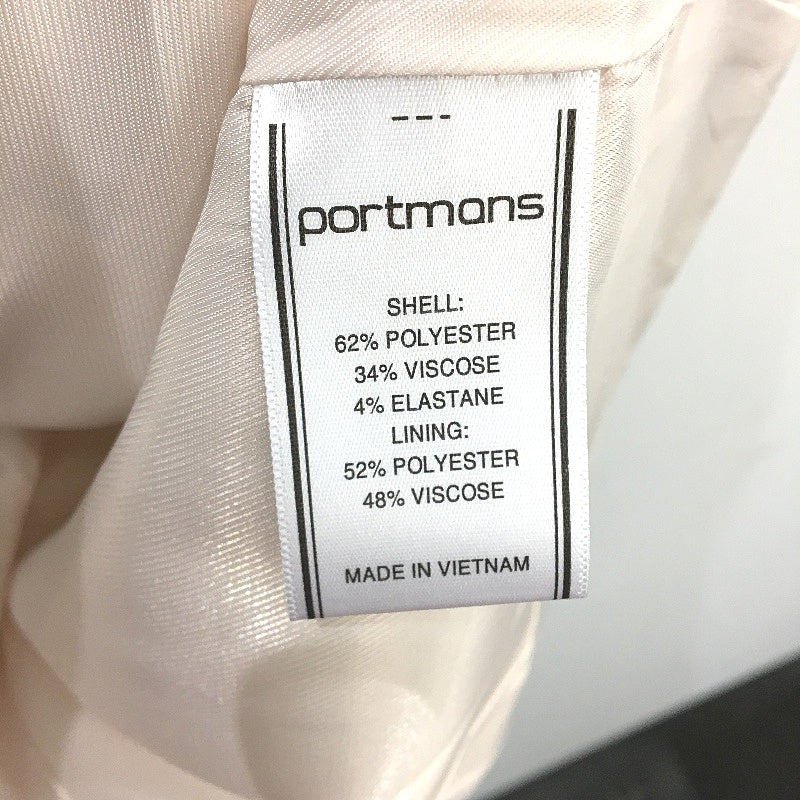 ---
portmans
SHELL:
62% POLYESTER
34% VISCOSE
4% ELASTANE
LINING:
52% POLYESTER
48% VISCOSE
MADE IN VIETNAM